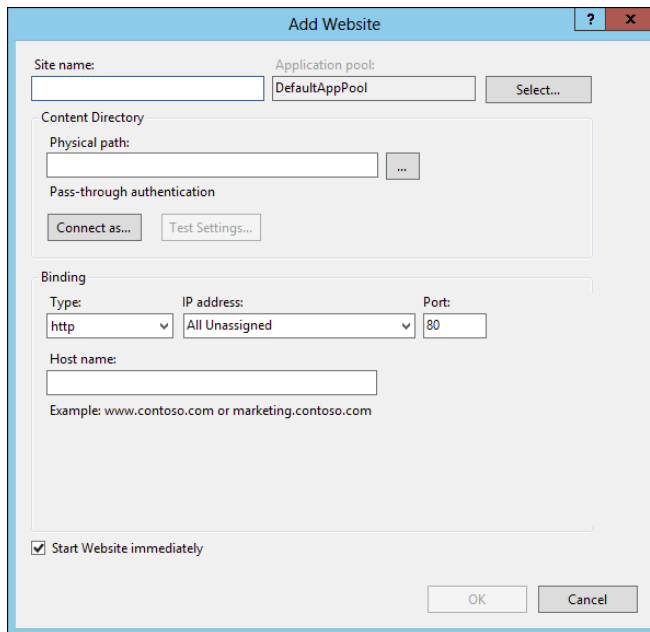 Add Website
?
x
Site name:
Application pool:
DefaultAppPool
Select...
Content Directory
Physical path:
...
Pass-through authentication
Connect as...
Test Settings...
Binding
Type:
IP address:
Port:
http
All Unassigned
80
Host name:
Example: www.contoso.com or marketing.contoso.com
Start Website immediately
OK
Cancel